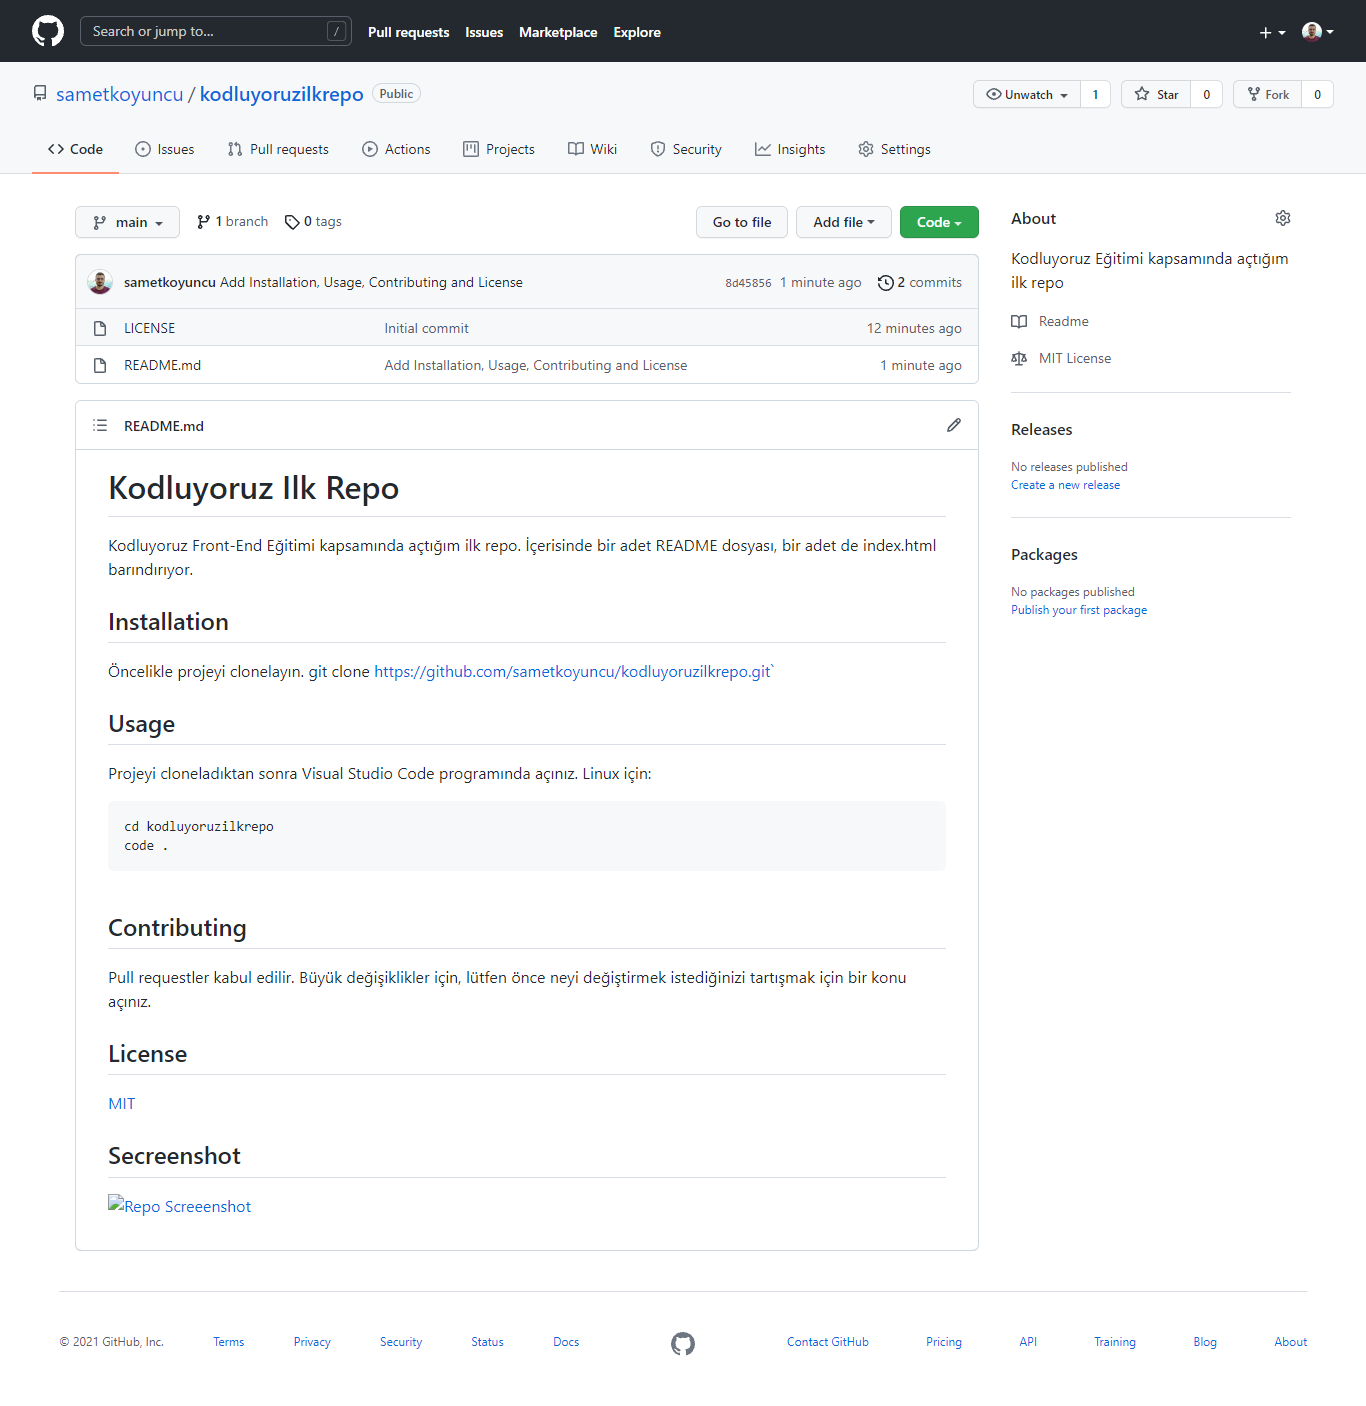 Search or jump to... /
Pull requests Issues Marketplace Explore
sametkoyuncu / kodluyoruzilkrepo Public
Unwatch 1 Star 0 Fork 0
Code Issues Pull requests Actions Projects Wiki Security Insights Settings
main 1 branch 0 tags Go to file Add file Code
sametkoyuncu Add Installation, Usage, Contributing and License 8d45856 1 minute ago 2 commits
LICENSE Initial commit 12 minutes ago
README.md Add Installation, Usage, Contributing and License 1 minute ago
README.md
Kodluyoruz Ilk Repo
Kodluyoruz Front-End Eğitimi kapsamında açtığım ilk repo. İçerisinde bir adet README dosyası, bir adet de index.html
barındırıyor.
Installation
Öncelikle projeyi clonelayın. git clone https://github.com/sametkoyuncu/kodluyoruzilkrepo.git`
Usage
Projeyi cloneladıktan sonra Visual Studio Code programında açınız. Linux için:
cd kodluyoruzilkrepo
code .
Contributing
Pull requestler kabul edilir. Büyük değişiklikler için, lütfen önce neyi değiştirmek istediğinizi tartışmak için bir konu
açınız.
License
MIT
Secreenshot
Repo Screeenshot
About
Kodluyoruz Eğitimi kapsamında açtığım
ilk repo
Readme
MIT License
Releases
No releases published
Create a new release
Packages
No packages published
Publish your first package
© 2021 GitHub, Inc. Terms Privacy Security Status Docs Contact GitHub Pricing API Training Blog About